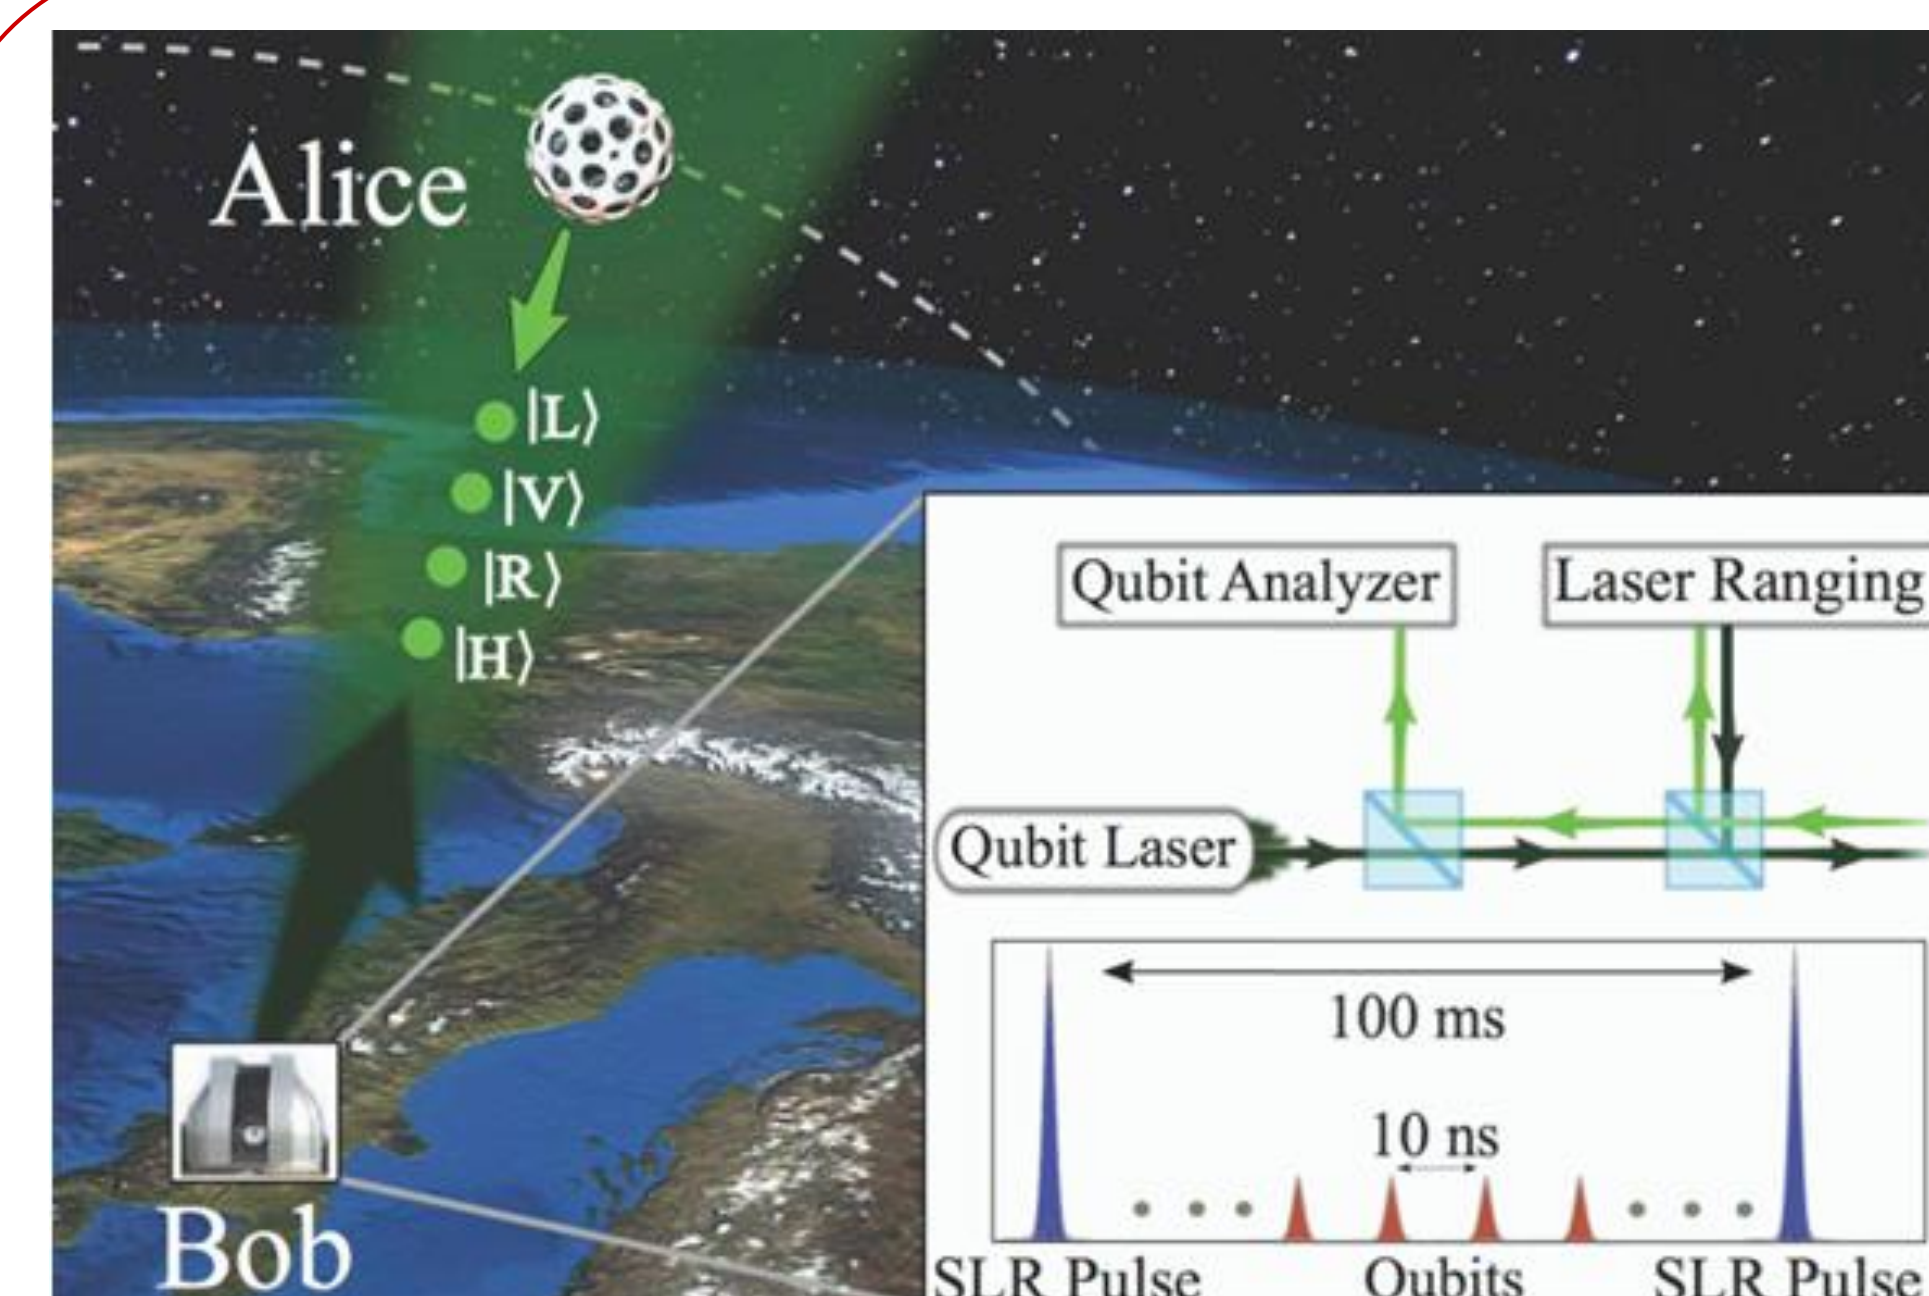 Alice
|L⟩
|V⟩
|R⟩
|H⟩
Bob
Qubit Analyzer
Laser Ranging
Qubit Laser
100 ms
10 ns
SLR Pulse
Qubits
SLR Pulse